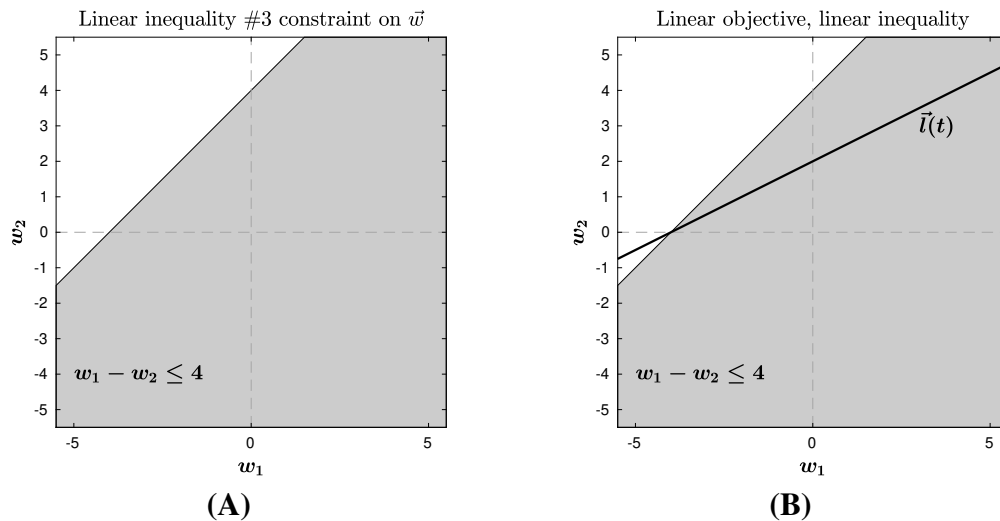 Linear inequality #3 constraint on $\vec{w}$
5
4
3
2
1
0
-1
-2
-3
-4
-5
w₂
w₁ − w₂ ≤ 4
-5
0
5
w₁
(A)
Linear objective, linear inequality
5
4
3
2
1
0
-1
-2
-3
-4
-5
w₂
$\vec{l}$(t)
w₁ − w₂ ≤ 4
-5
0
5
w₁
(B)